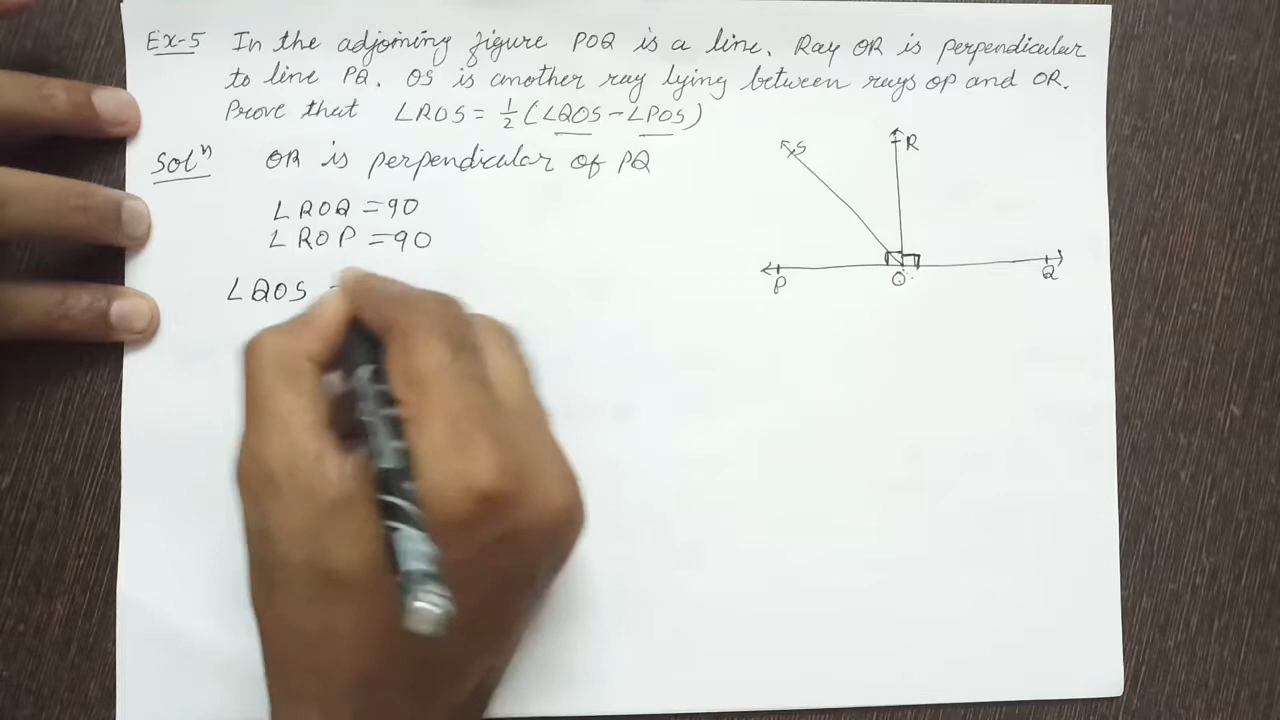 Ex-5 In the adjoining figure POQ is a line. Ray OR is perpendicular
to line PQ. OS is another ray lying between rays OP and OR.
Prove that ∠ROS = 1/2 (∠QOS - ∠POS)
Solⁿ OR is perpendicular of PQ
∠ROQ = 90
∠ROP = 90
∠QOS =
S
R
P
O
Q